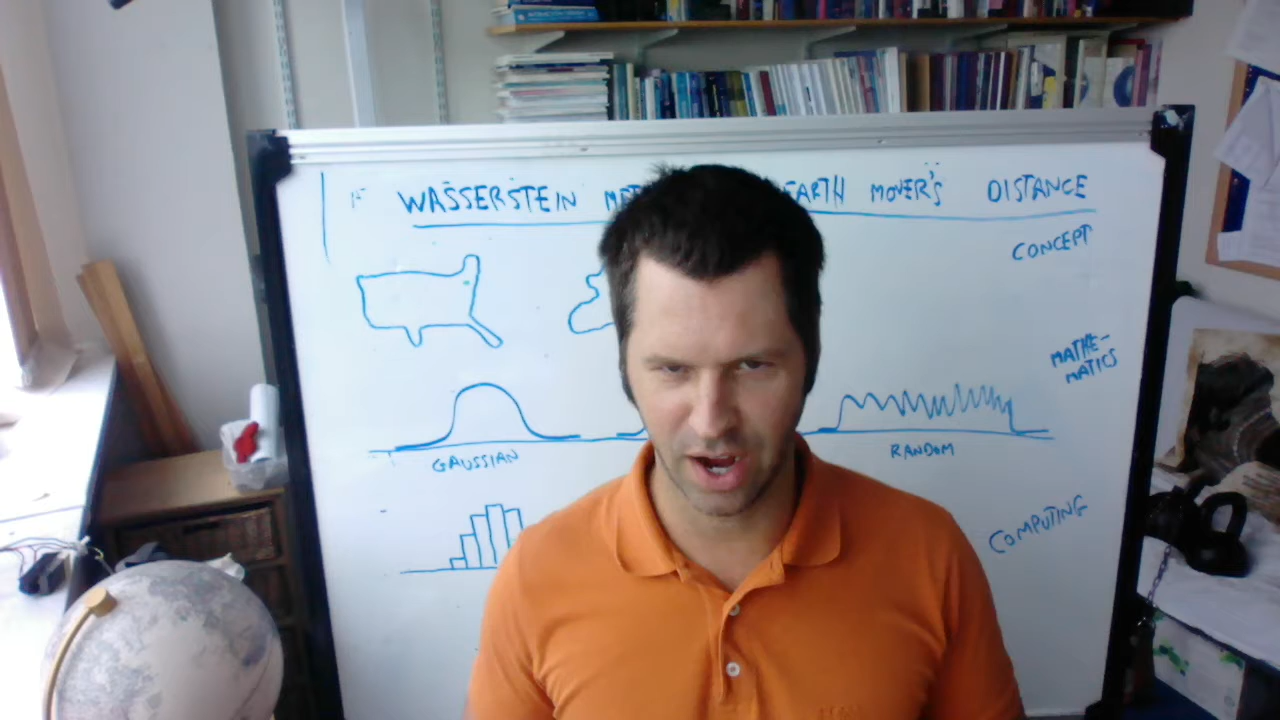 WASSERSTEIN EARTH MOVER'S DISTANCE
CONCEPT
MATHE-
MATICS
GAUSSIAN RANDOM
COMPUTING